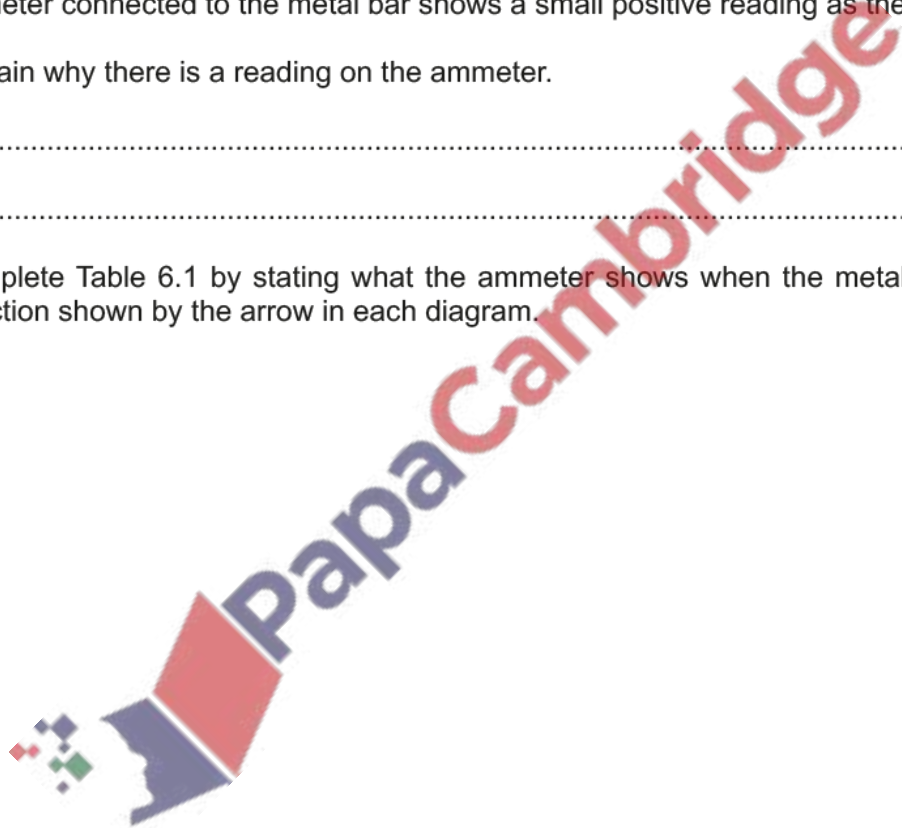 eter connected to the metal bar shows a small positive reading as the
ain why there is a reading on the ammeter.
plete Table 6.1 by stating what the ammeter shows when the metal
ction shown by the arrow in each diagram.
PapaCambridge